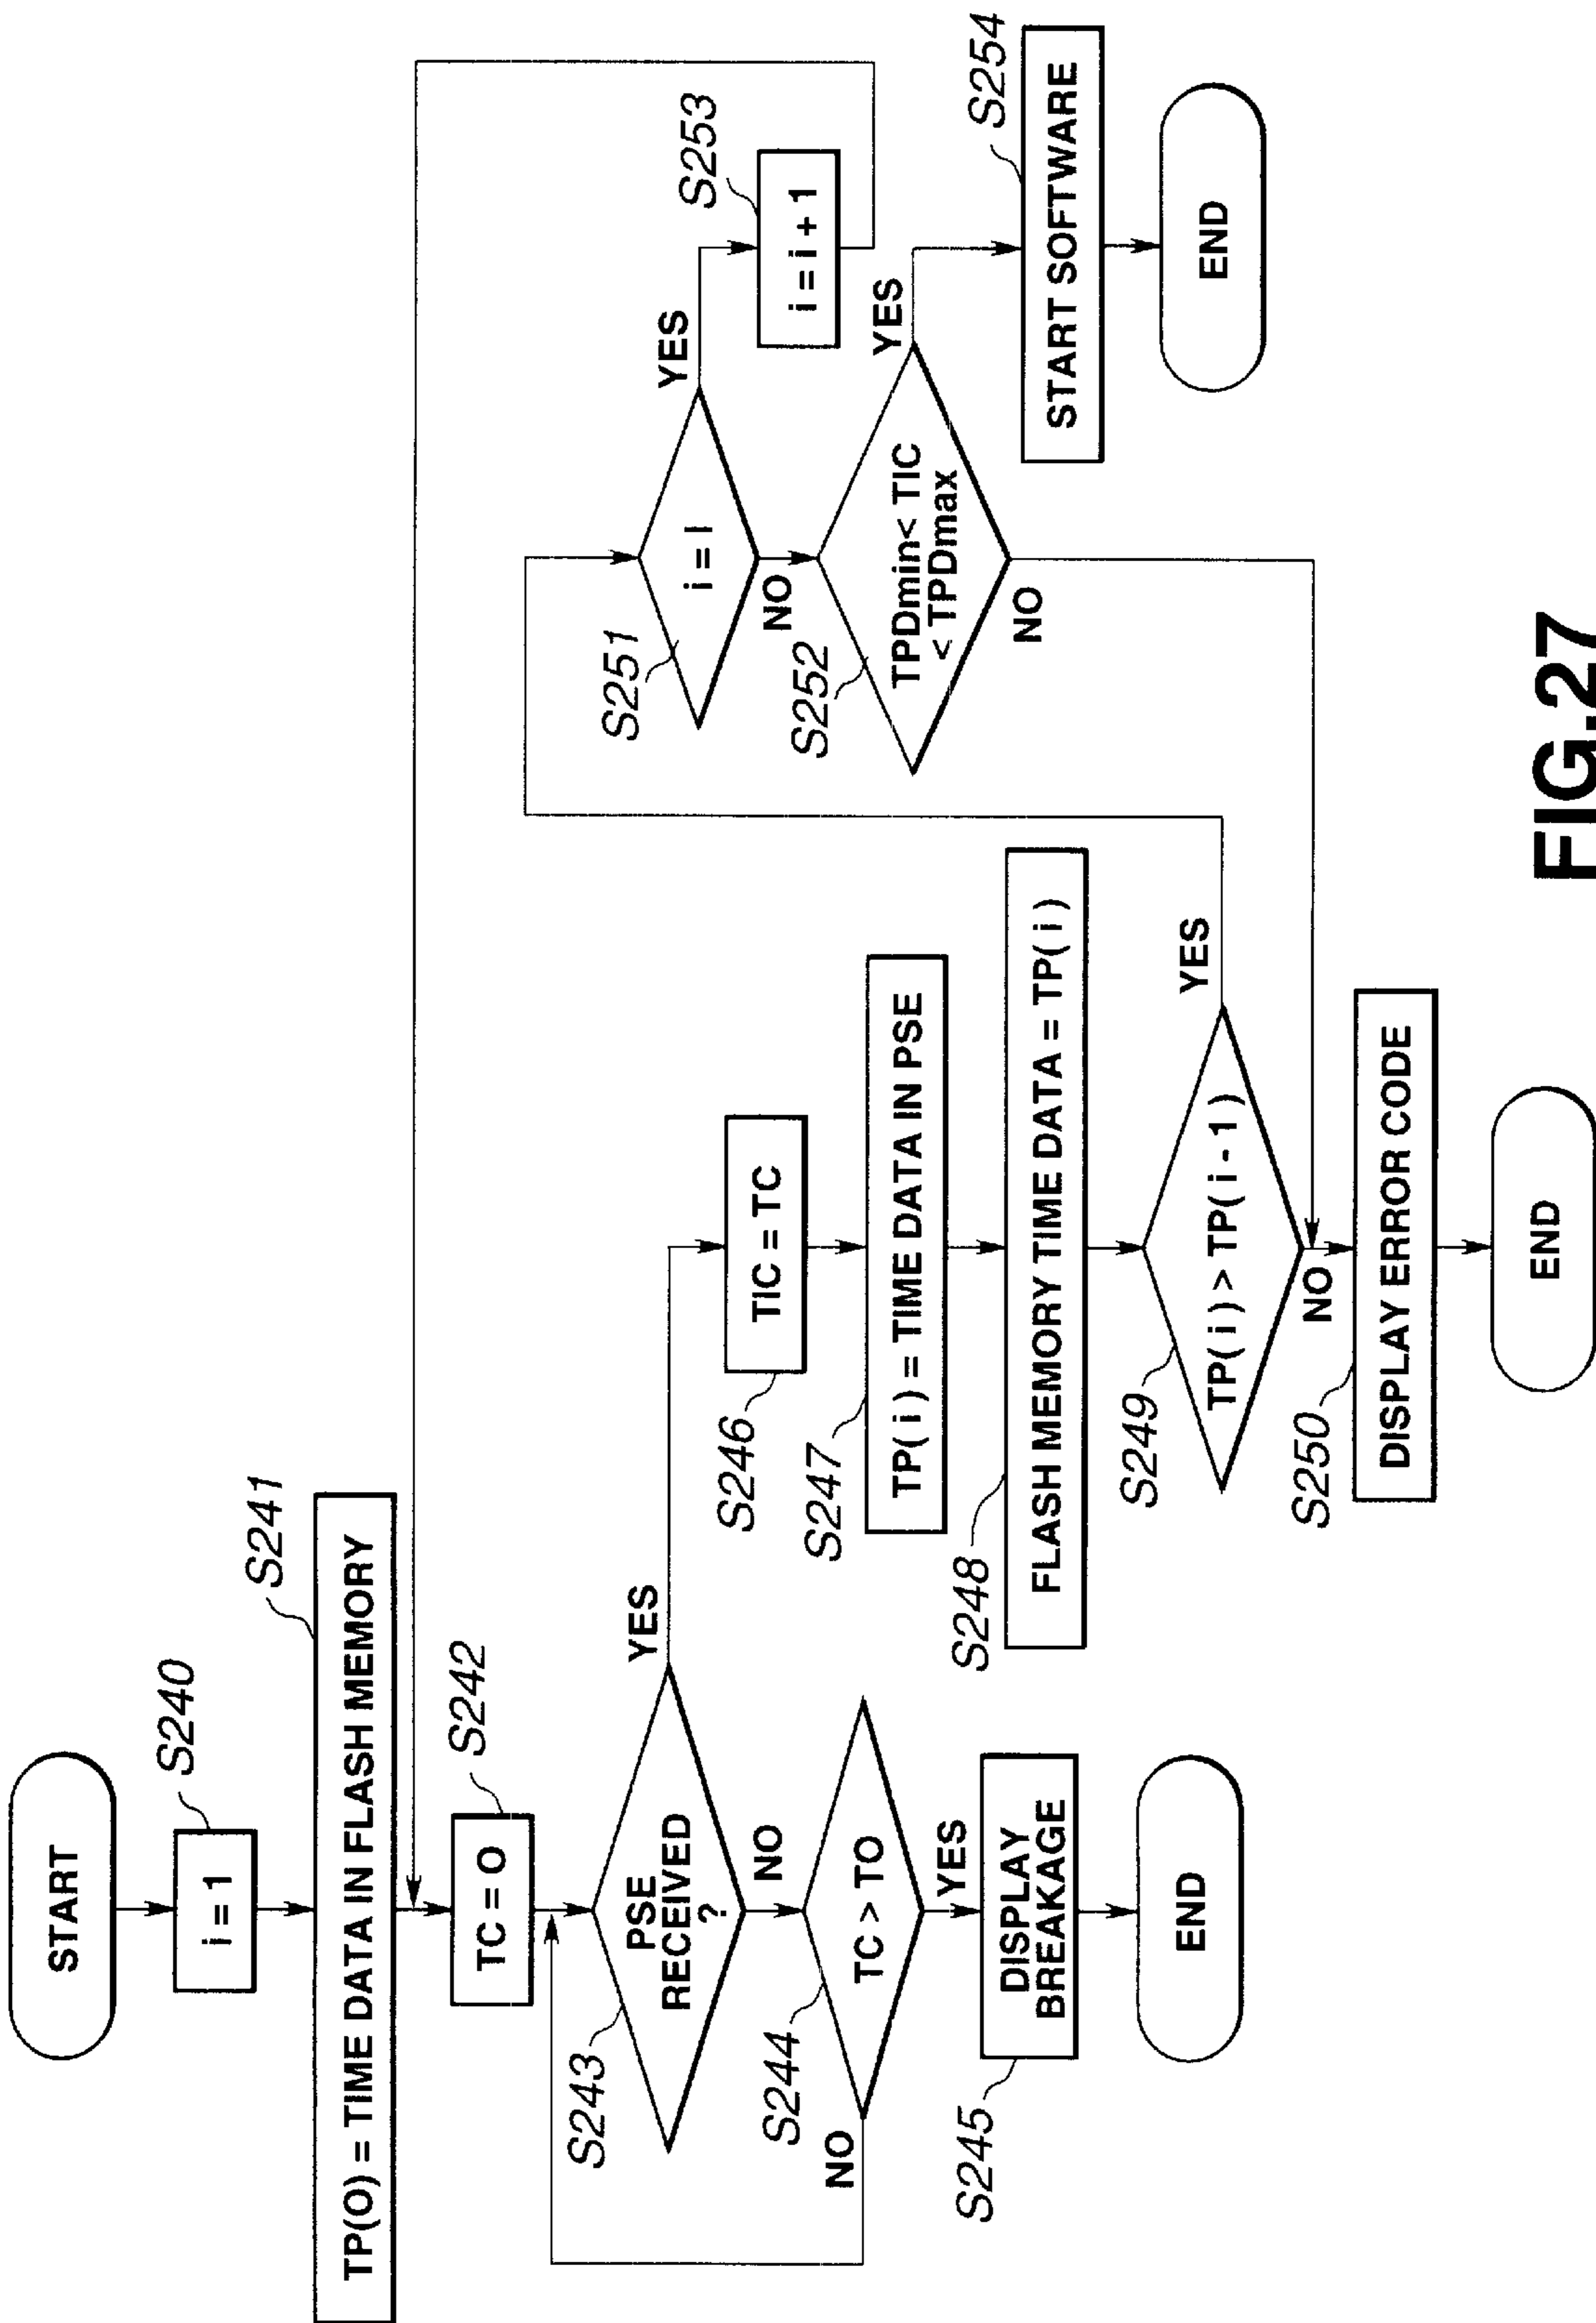 START
S240
i = 1
S241
TP(O) = TIME DATA IN FLASH MEMORY
S242
TC = O
S243
PSE
RECEIVED
?
YES
NO
S244
TC > TO
NO
YES
S245
DISPLAY
BREAKAGE
END
S246
TIC = TC
S247
TP( i ) = TIME DATA IN PSE
S248
FLASH MEMORY TIME DATA = TP( i )
S249
TP( i ) > TP( i - 1 )
YES
NO
S250
DISPLAY ERROR CODE
END
S251
i = I
YES
NO
S252
TPDmin< TIC
< TPDmax
YES
NO
S253
i = i + 1
S254
START SOFTWARE
END
FIG.27